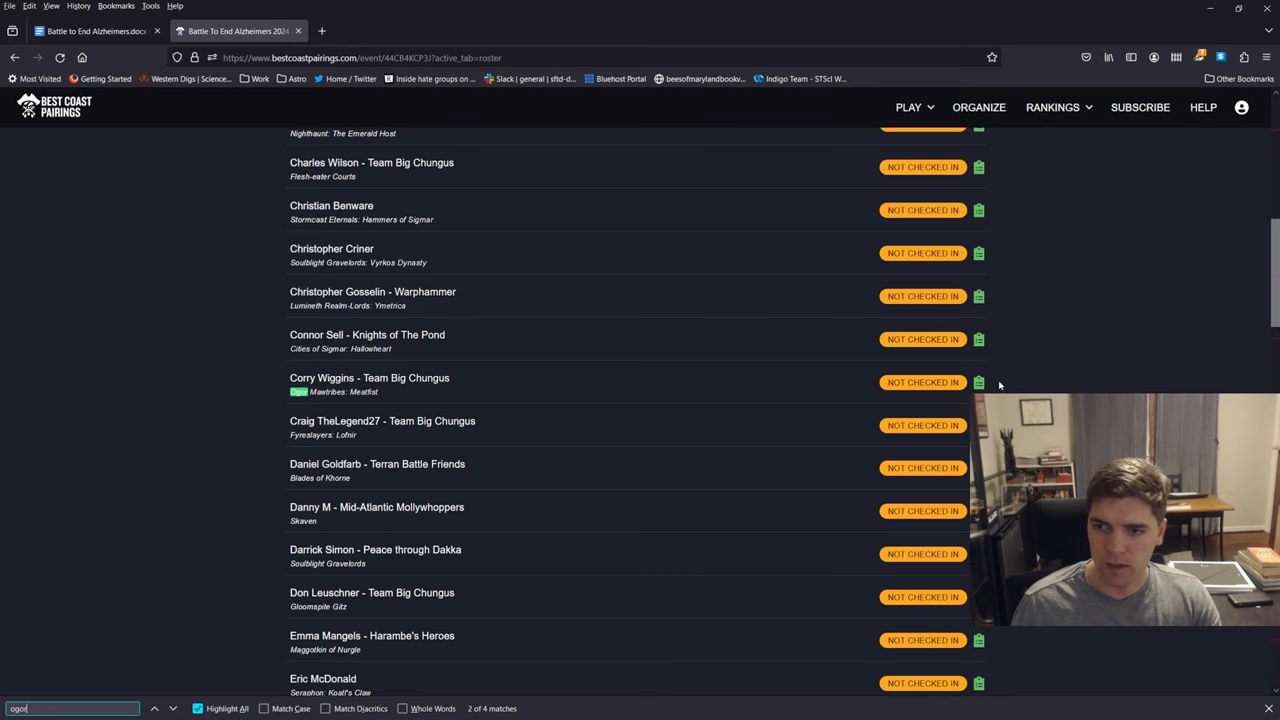 File Edit View History Bookmarks Tools Help
Battle to End Alzheimers.docx
Battle To End Alzheimers 2024
https://www.bestcoastpairings.com/event/44CB4KCP3J?active_tab=roster
Most Visited Getting Started Western Digs | Science... Work Astro Home / Twitter Inside hate groups on ... Slack | general | sftd-d... Bluehost Portal beesofmarylandbookw... Indigo Team - STScI W... Other Bookmarks
BEST COAST PAIRINGS
PLAY ORGANIZE RANKINGS SUBSCRIBE HELP
Nighthaunt: The Emerald Host
Charles Wilson - Team Big Chungus
Flesh-eater Courts
NOT CHECKED IN
Christian Benware
Stormcast Eternals: Hammers of Sigmar
NOT CHECKED IN
Christopher Criner
Soulblight Gravelords: Vyrkos Dynasty
NOT CHECKED IN
Christopher Gosselin - Warphammer
Lumineth Realm-Lords: Ymetrica
NOT CHECKED IN
Connor Sell - Knights of The Pond
Cities of Sigmar: Hallowheart
NOT CHECKED IN
Corry Wiggins - Team Big Chungus
Ogor Mawtribes: Meatfist
NOT CHECKED IN
Craig TheLegend27 - Team Big Chungus
Fyreslayers: Lofnir
NOT CHECKED IN
Daniel Goldfarb - Terran Battle Friends
Blades of Khorne
NOT CHECKED IN
Danny M - Mid-Atlantic Mollywhoppers
Skaven
NOT CHECKED IN
Darrick Simon - Peace through Dakka
Soulblight Gravelords
NOT CHECKED IN
Don Leuschner - Team Big Chungus
Gloomspite Gitz
NOT CHECKED IN
Emma Mangels - Harambe's Heroes
Maggotkin of Nurgle
NOT CHECKED IN
Eric McDonald
Seraphon: Koatl's Claw
NOT CHECKED IN
ogor Highlight All Match Case Match Diacritics Whole Words 2 of 4 matches